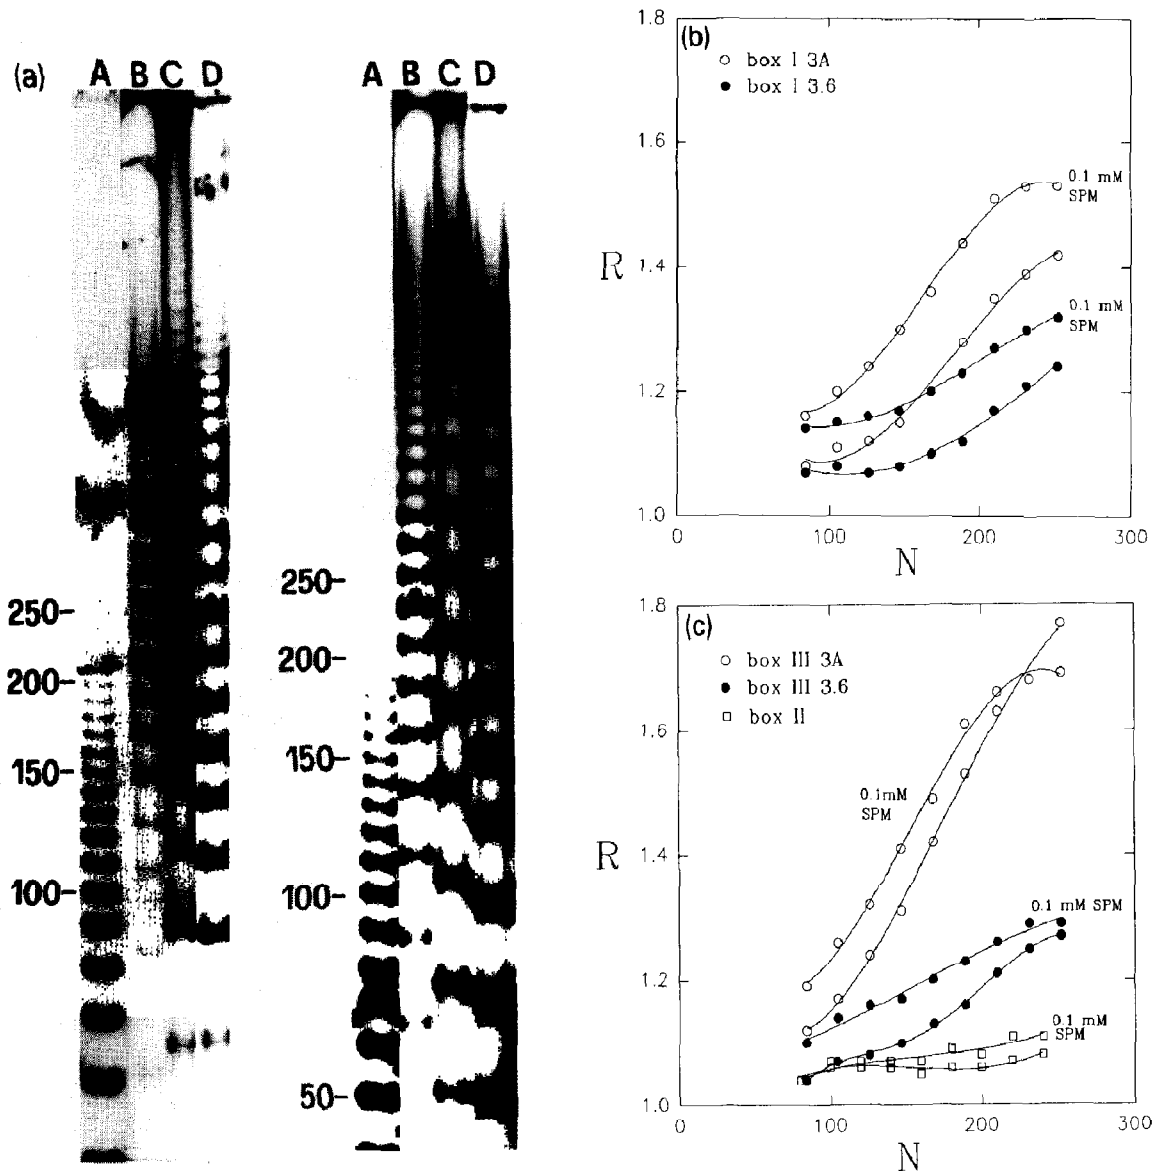 (a)
A B C D
250-
200-
150-
100-
A B C D
250-
200-
150-
100-
50-
(b)
○ box I 3A
● box I 3.6
1.8
1.6
1.4
1.2
1.0
R
0.1 mM
SPM
0.1 mM
SPM
0 100 200 300
N
(c)
○ box III 3A
● box III 3.6
□ box II
1.8
1.6
1.4
1.2
1.0
R
0.1mM
SPM
0.1 mM SPM
0.1 mM
SPM
0 100 200 300
N